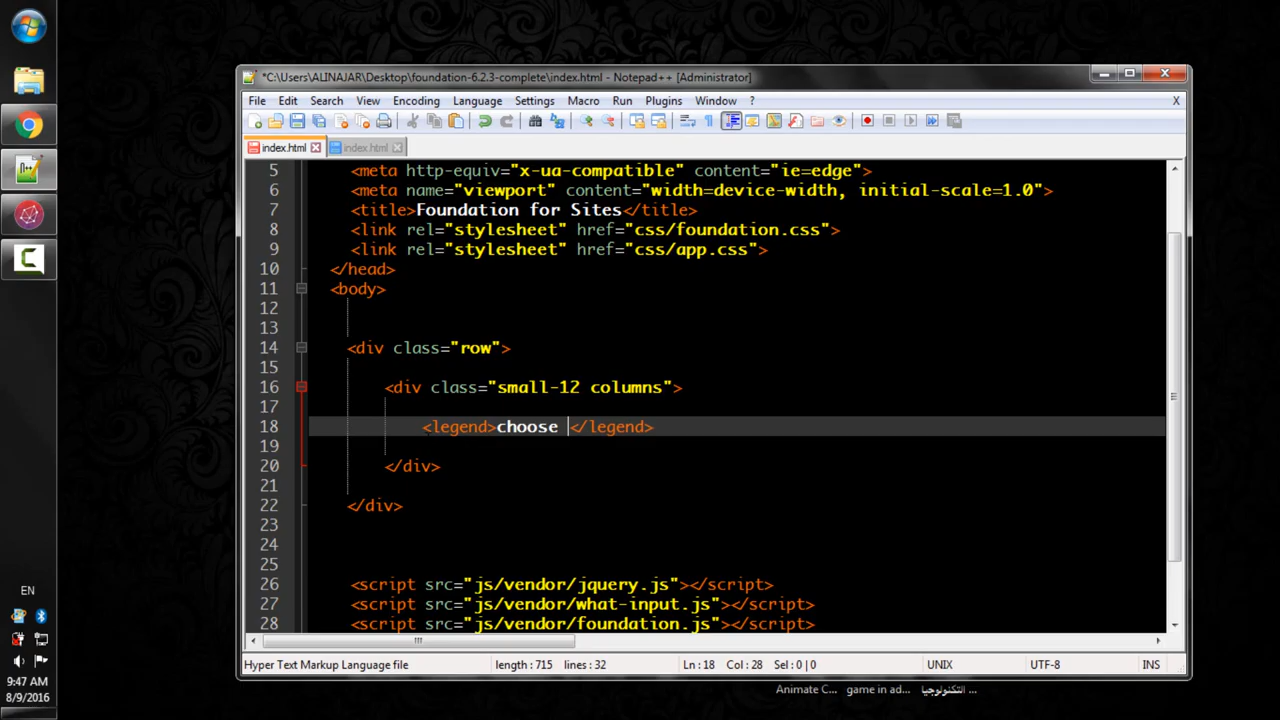 *C:\Users\ALINAJAR\Desktop\foundation-6.2.3-complete\index.html - Notepad++ [Administrator]
File Edit Search View Encoding Language Settings Macro Run Plugins Window ? X
index.html index.html
5 <meta http-equiv="x-ua-compatible" content="ie=edge">
6 <meta name="viewport" content="width=device-width, initial-scale=1.0">
7 <title>Foundation for Sites</title>
8 <link rel="stylesheet" href="css/foundation.css">
9 <link rel="stylesheet" href="css/app.css">
10 </head>
11 <body>
12
13
14 <div class="row">
15
16 <div class="small-12 columns">
17
18 <legend>choose </legend>
19
20 </div>
21
22 </div>
23
24
25
26 <script src="js/vendor/jquery.js"></script>
27 <script src="js/vendor/what-input.js"></script>
28 <script src="js/vendor/foundation.js"></script>
Hyper Text Markup Language file length : 715 lines : 32 Ln : 18 Col : 28 Sel : 0 | 0 UNIX UTF-8 INS
Animate C... game in ad... التكنولوجيا ...
EN
9:47 AM
8/9/2016